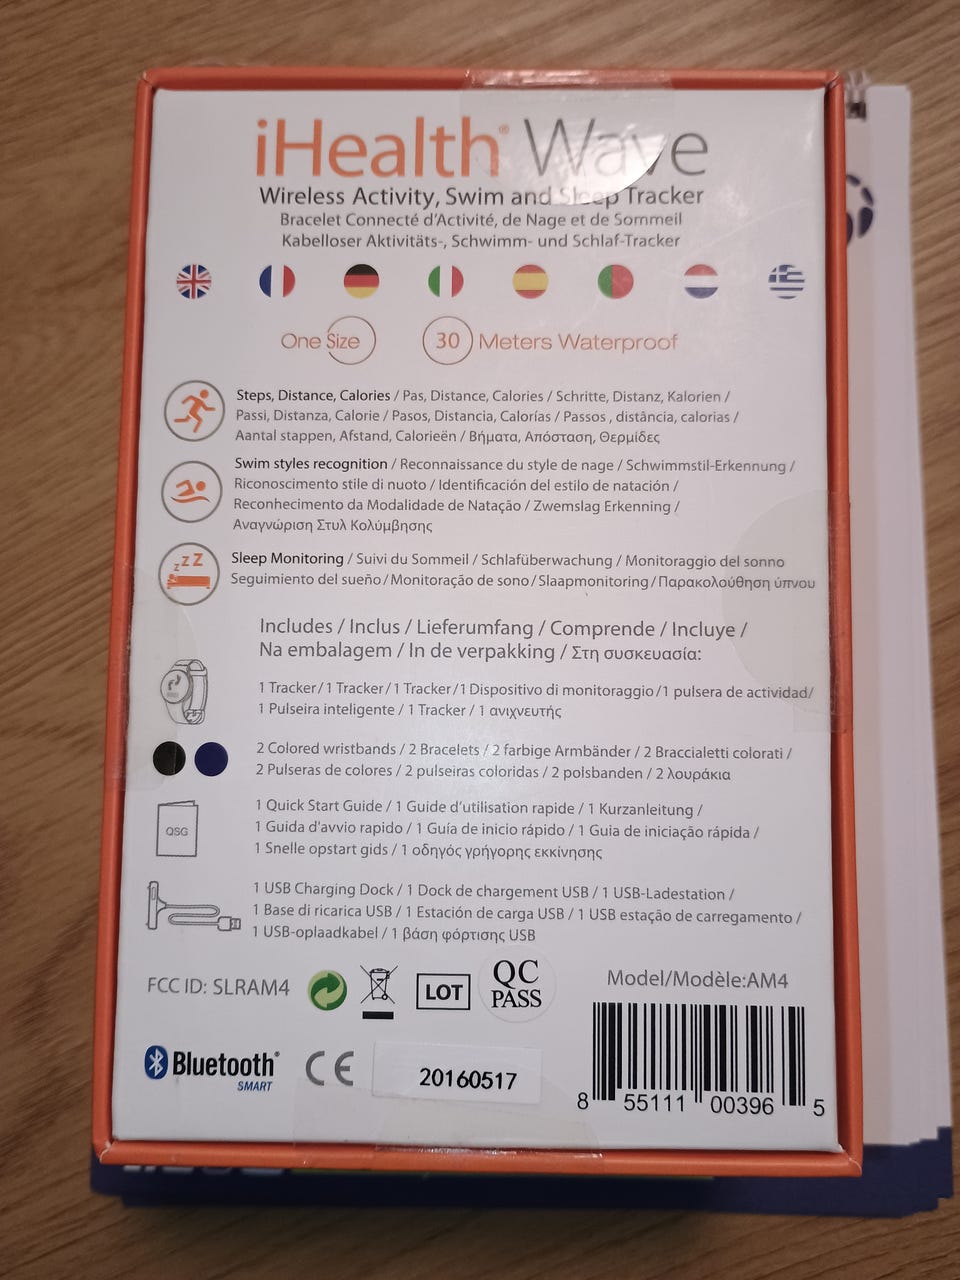 iHealth® Wave
Wireless Activity, Swim and Sleep Tracker
Bracelet Connecté d'Activité, de Nage et de Sommeil
Kabelloser Aktivitäts-, Schwimm- und Schlaf-Tracker
One Size
30 Meters Waterproof
Steps, Distance, Calories / Pas, Distance, Calories / Schritte, Distanz, Kalorien /
Passi, Distanza, Calorie / Pasos, Distancia, Calorías / Passos , distância, calorias /
Aantal stappen, Afstand, Calorieën / Βήματα, Απόσταση, Θερμίδες
Swim styles recognition / Reconnaissance du style de nage / Schwimmstil-Erkennung /
Riconoscimento stile di nuoto / Identificación del estilo de natación /
Reconhecimento da Modalidade de Natação / Zwemslag Erkenning /
Αναγνώριση Στυλ Κολύμβησης
zzZZ
Sleep Monitoring / Suivi du Sommeil / Schlafüberwachung / Monitoraggio del sonno
Seguimiento del sueño / Monitoração de sono / Slaapmonitoring / Παρακολούθηση ύπνου
Includes / Inclus / Lieferumfang / Comprende / Incluye /
Na embalagem / In de verpakking / Στη συσκευασία:
1 Tracker / 1 Tracker / 1 Tracker / 1 Dispositivo di monitoraggio / 1 pulsera de actividad/
1 Pulseira inteligente / 1 Tracker / 1 ανιχνευτής
2 Colored wristbands / 2 Bracelets / 2 farbige Armbänder / 2 Braccialetti colorati /
2 Pulseras de colores / 2 pulseiras coloridas / 2 polsbanden / 2 λουράκια
QSG
1 Quick Start Guide / 1 Guide d'utilisation rapide / 1 Kurzanleitung /
1 Guida d'avvio rapido / 1 Guía de inicio rápido / 1 Guia de iniciação rápida /
1 Snelle opstart gids / 1 οδηγός γρήγορης εκκίνησης
1 USB Charging Dock / 1 Dock de chargement USB / 1 USB-Ladestation /
1 Base di ricarica USB / 1 Estación de carga USB / 1 USB estação de carregamento /
1 USB-oplaadkabel / 1 βάση φόρτισης USB
FCC ID: SLRAM4
LOT
QC
PASS
Model/Modèle:AM4
Bluetooth®
SMART
CE
20160517
8 55111 00396 5